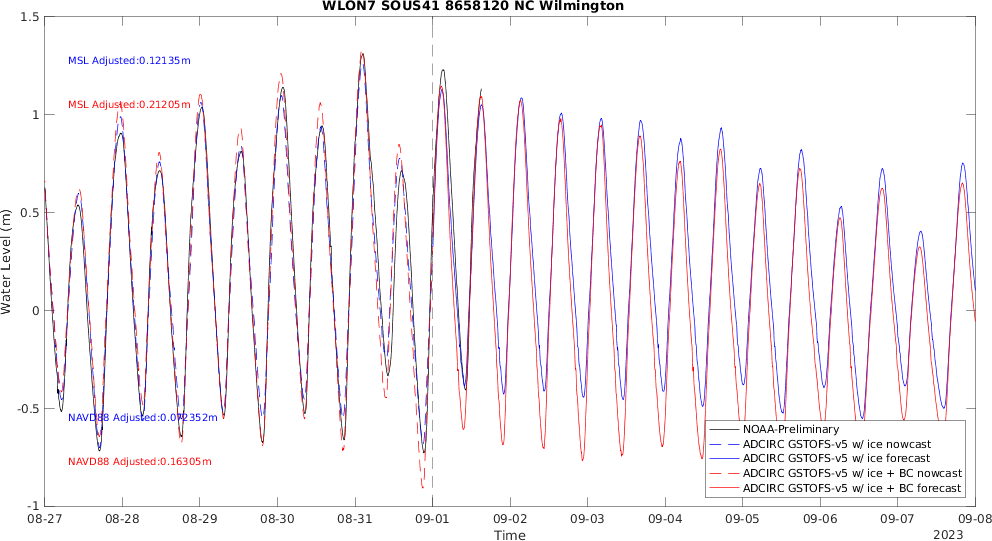 WLON7 SOUS41 8658120 NC Wilmington
1.5
1
0.5
0
-0.5
-1
Water Level (m)
MSL Adjusted:0.12135m
MSL Adjusted:0.21205m
NAVD88 Adjusted:0.072352m
NAVD88 Adjusted:0.16305m
NOAA-Preliminary
ADCIRC GSTOFS-v5 w/ ice nowcast
ADCIRC GSTOFS-v5 w/ ice forecast
ADCIRC GSTOFS-v5 w/ ice + BC nowcast
ADCIRC GSTOFS-v5 w/ ice + BC forecast
08-27 08-28 08-29 08-30 08-31 09-01 09-02 09-03 09-04 09-05 09-06 09-07 09-08
Time
2023